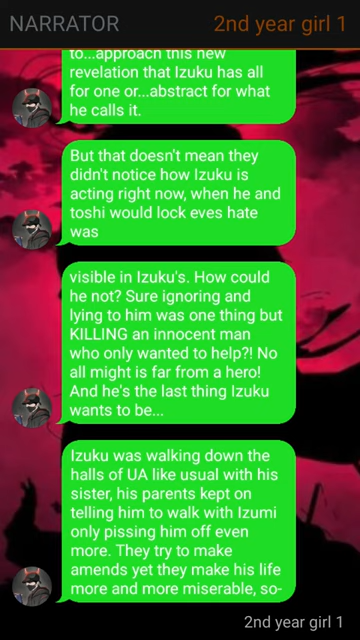 NARRATOR
2nd year girl 1
to...approach this new
revelation that Izuku has all
for one or...abstract for what
he calls it.
But that doesn't mean they
didn't notice how Izuku is
acting right now, when he and
toshi would lock eves hate
was
visible in Izuku's. How could
he not? Sure ignoring and
lying to him was one thing but
KILLING an innocent man
who only wanted to help?! No
all might is far from a hero!
And he's the last thing Izuku
wants to be...
Izuku was walking down the
halls of UA like usual with his
sister, his parents kept on
telling him to walk with Izumi
only pissing him off even
more. They try to make
amends yet they make his life
more and more miserable, so-
2nd year girl 1